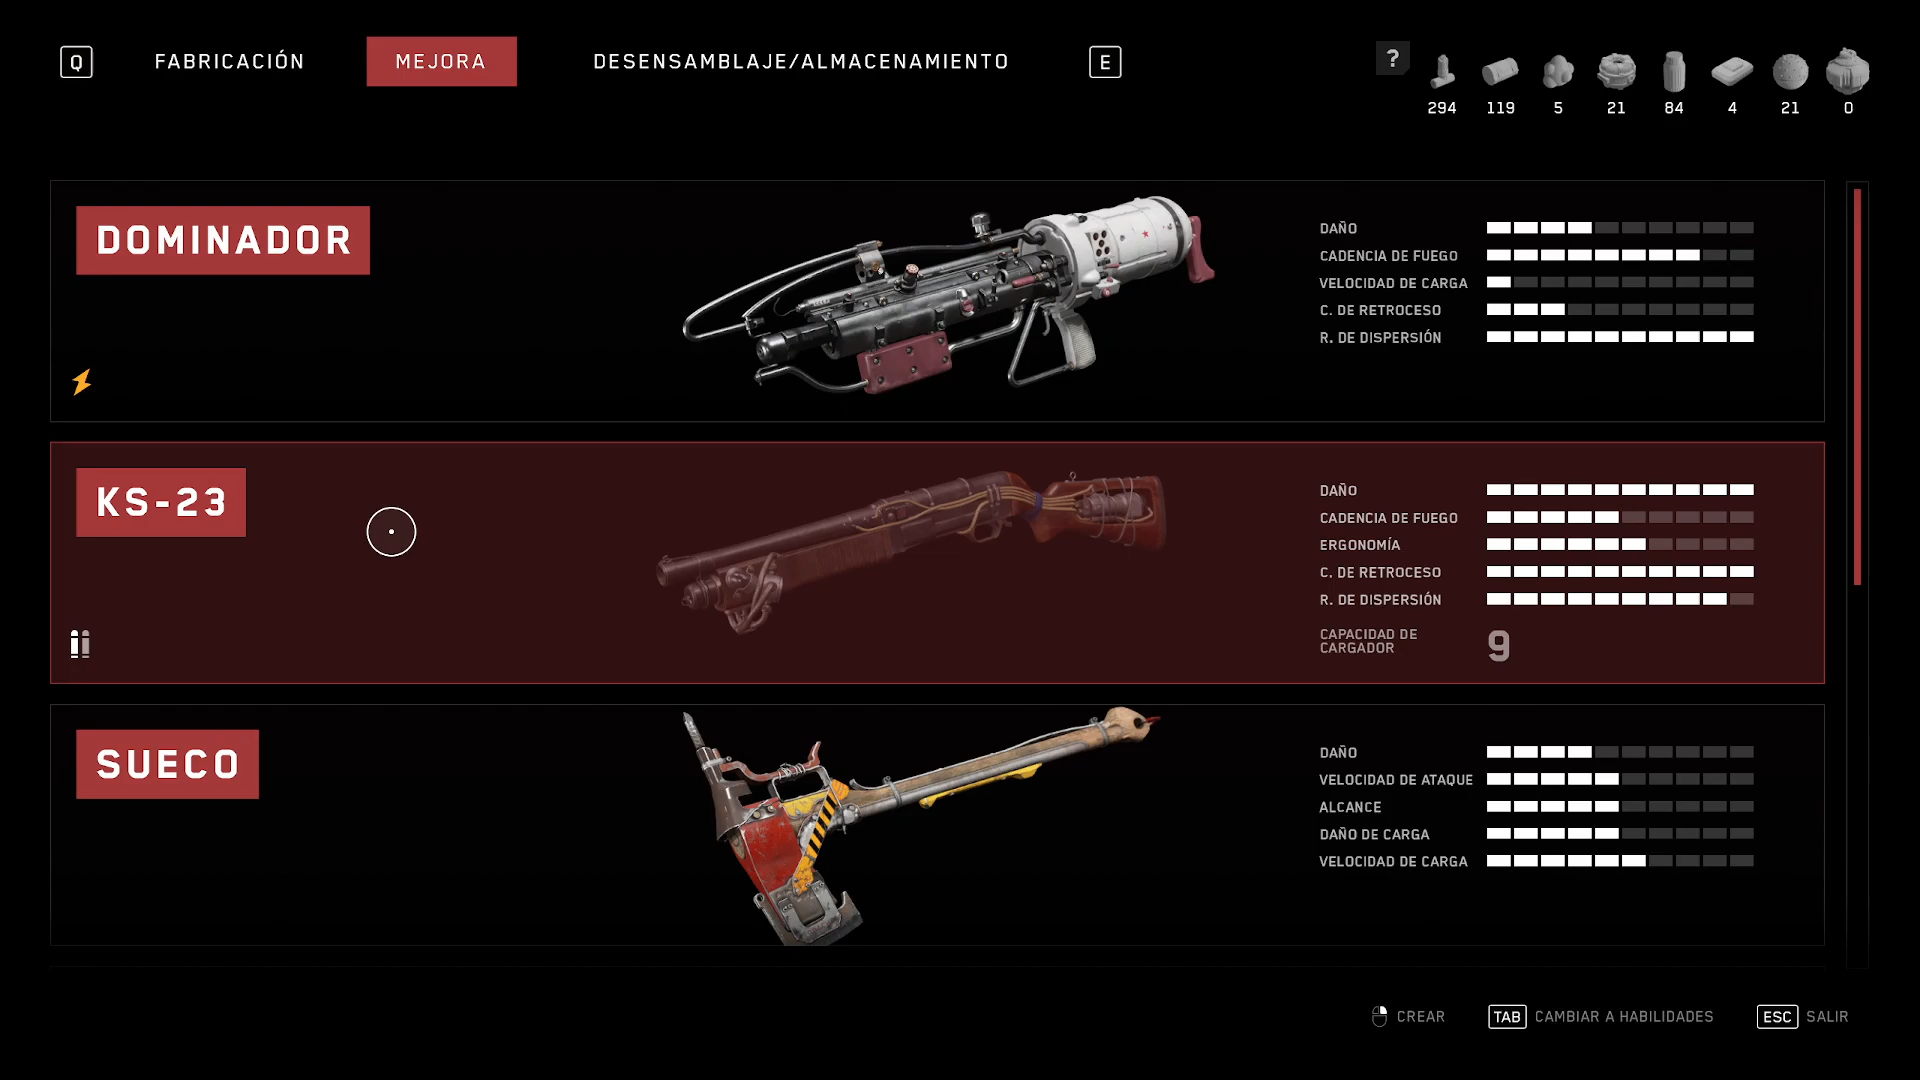 Q FABRICACIÓN MEJORA DESENSAMBLAJE/ALMACENAMIENTO E ?
294 119 5 21 84 4 21 0
DOMINADOR
DAÑO
CADENCIA DE FUEGO
VELOCIDAD DE CARGA
C. DE RETROCESO
R. DE DISPERSIÓN
KS-23
DAÑO
CADENCIA DE FUEGO
ERGONOMÍA
C. DE RETROCESO
R. DE DISPERSIÓN
CAPACIDAD DE
CARGADOR
9
SUECO
DAÑO
VELOCIDAD DE ATAQUE
ALCANCE
DAÑO DE CARGA
VELOCIDAD DE CARGA
CREAR TAB CAMBIAR A HABILIDADES ESC SALIR